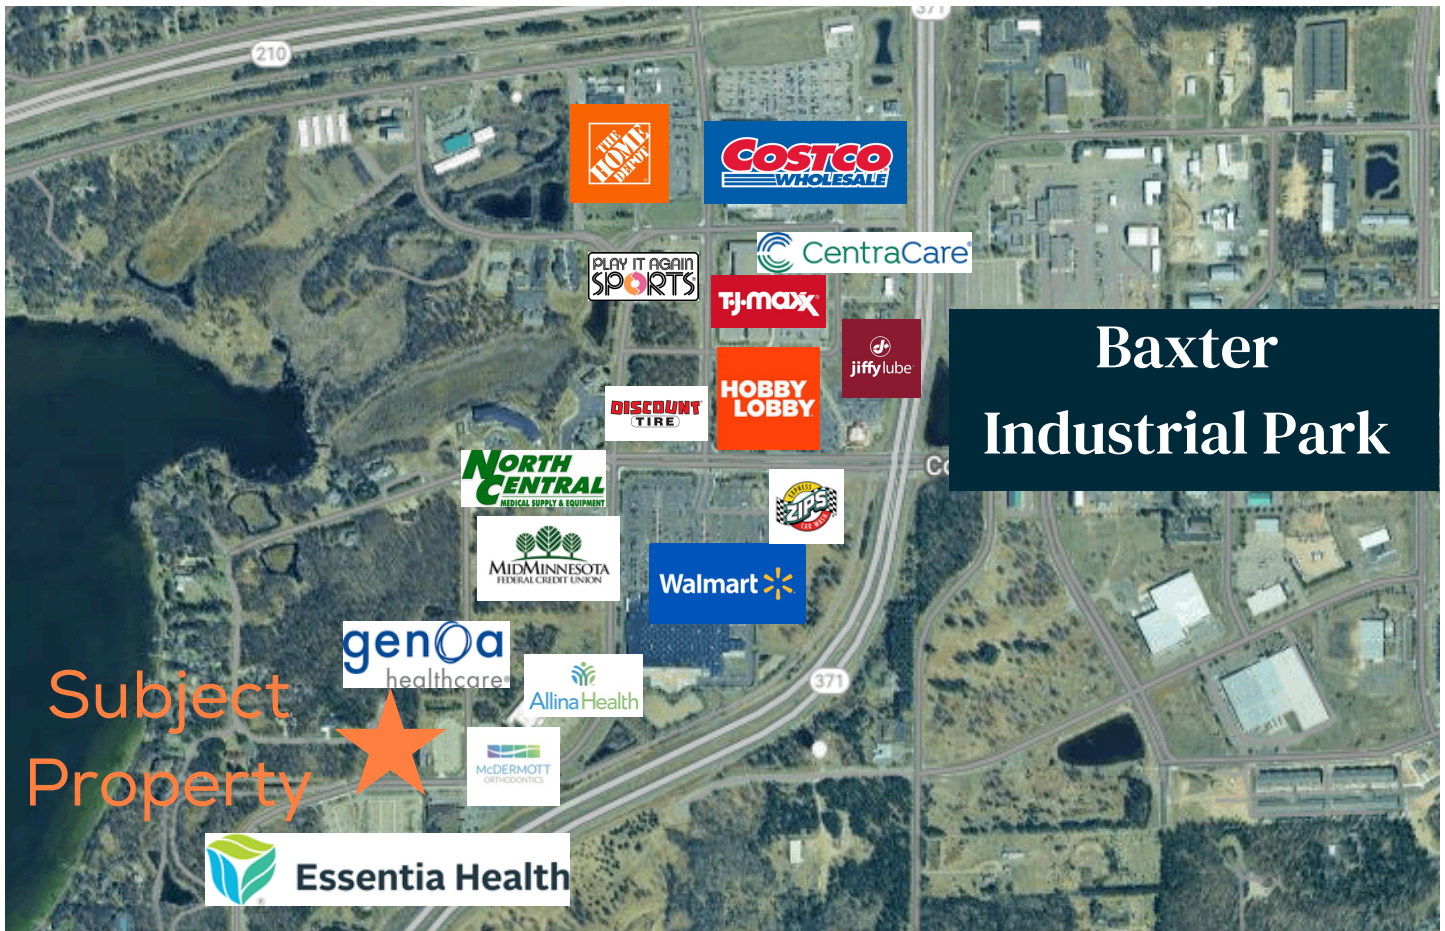 371
210
THE
HOME
DEPOT
COSTCO
WHOLESALE
CentraCare
PLAY IT AGAIN
SPORTS
T·J·maxx
jiffy lube
HOBBY
LOBBY
DISCOUNT
TIRE
Baxter
Industrial Park
Co
NORTH
CENTRAL
MEDICAL SUPPLY & EQUIPMENT
EXPRESS
ZIPS
CAR WASH
MIDMINNESOTA
FEDERAL CREDIT UNION
Walmart
genoa
healthcare
AllinaHealth
371
Subject
Property
McDERMOTT
ORTHODONTICS
Essentia Health